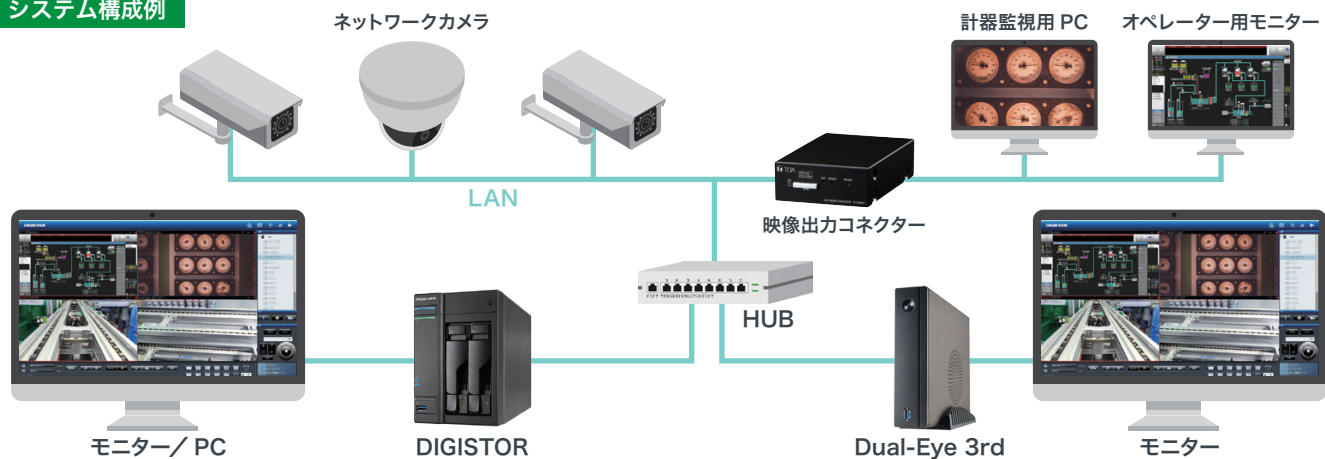 システム構成例
ネットワークカメラ
計器監視用 PC
オペレーター用モニター
TOA
LAN
映像出力コネクター
DIGIEVER
DIGIEVER
HUB
モニター／ PC
DIGISTOR
Dual-Eye 3rd
モニター